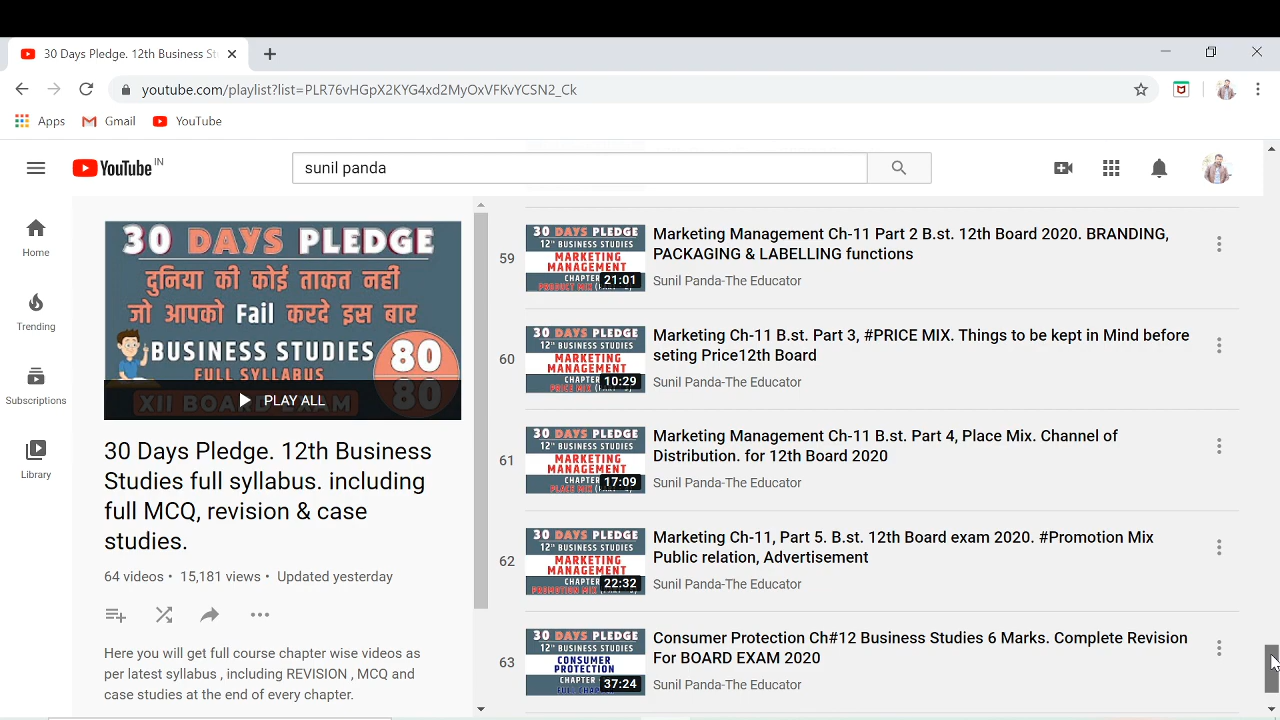 30 Days Pledge. 12th Business St
youtube.com/playlist?list=PLR76vHGpX2KYG4xd2MyOWVFKvYCSN2_Ck
Apps
Gmail
YouTube
YouTube IN
sunil panda
Home
Trending
Subscriptions
Library
30 DAYS PLEDGE
दुनिया की कोई ताकत नहीं
जो आपको Fail करदे इस बार
BUSINESS STUDIES
80
FULL SYLLABUS
XII BOARD EXAM
80
PLAY ALL
30 Days Pledge. 12th Business
Studies full syllabus. including
full MCQ, revision & case
studies.
64 videos • 15,181 views • Updated yesterday
Here you will get full course chapter wise videos as
per latest syllabus , including REVISION , MCQ and
case studies at the end of every chapter.
59
30 DAYS PLEDGE
12th BUSINESS STUDIES
MARKETING
MANAGEMENT
21:01
Marketing Management Ch-11 Part 2 B.st. 12th Board 2020. BRANDING,
PACKAGING & LABELLING functions
Sunil Panda-The Educator
60
30 DAYS PLEDGE
12th BUSINESS STUDIES
MARKETING
MANAGEMENT
10:29
Marketing Ch-11 B.st. Part 3, #PRICE MIX. Things to be kept in Mind before
seting Price12th Board
Sunil Panda-The Educator
61
30 DAYS PLEDGE
12th BUSINESS STUDIES
MARKETING
MANAGEMENT
17:09
Marketing Management Ch-11 B.st. Part 4, Place Mix. Channel of
Distribution. for 12th Board 2020
Sunil Panda-The Educator
62
30 DAYS PLEDGE
12th BUSINESS STUDIES
MARKETING
MANAGEMENT
22:32
Marketing Ch-11, Part 5. B.st. 12th Board exam 2020. #Promotion Mix
Public relation, Advertisement
Sunil Panda-The Educator
63
30 DAYS PLEDGE
12th BUSINESS STUDIES
CONSUMER
PROTECTION
37:24
Consumer Protection Ch#12 Business Studies 6 Marks. Complete Revision
For BOARD EXAM 2020
Sunil Panda-The Educator